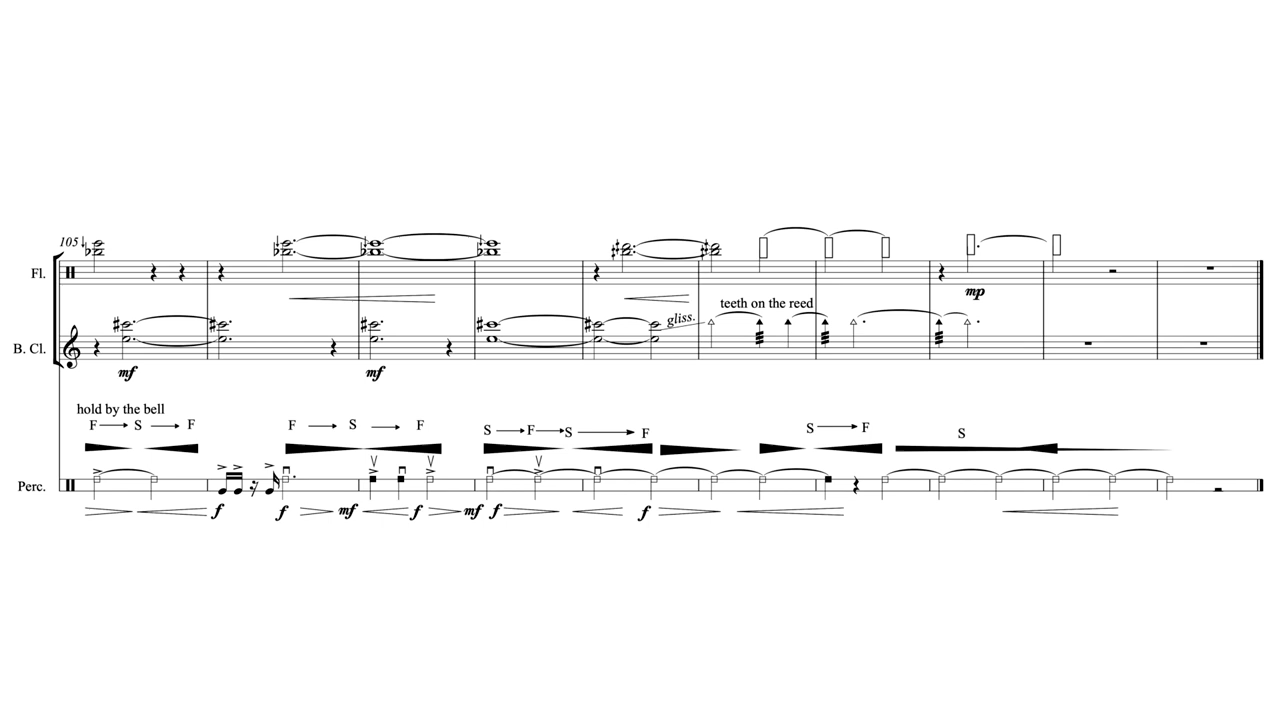 105
Fl.
mp
gliss.
teeth on the reed
B. Cl.
mf mf
hold by the bell
F S F F S F S F S F S F S
Perc.
f f mf f mf f f